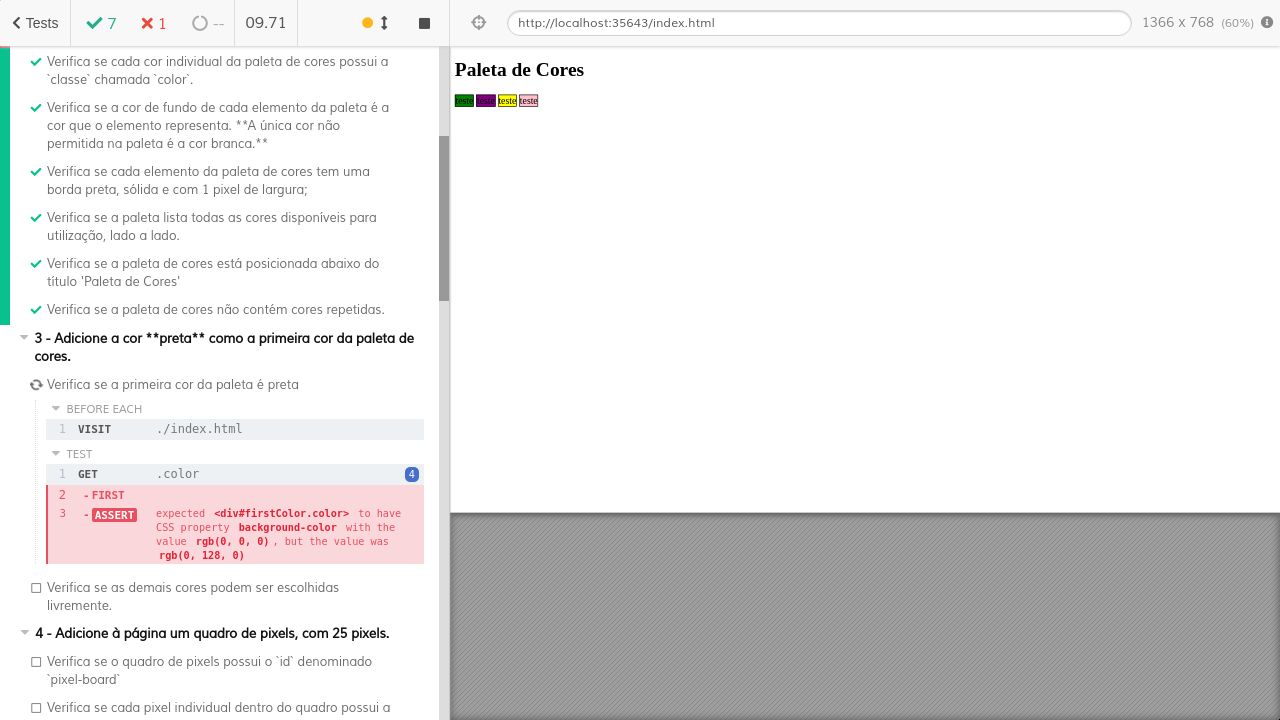 Tests 7 1 -- 09.71 http://localhost:35643/index.html 1366 x 768 (60%)
Verifica se cada cor individual da paleta de cores possui a
`classe` chamada `color`.
Verifica se a cor de fundo de cada elemento da paleta é a
cor que o elemento representa. **A única cor não
permitida na paleta é a cor branca.**
Verifica se cada elemento da paleta de cores tem uma
borda preta, sólida e com 1 pixel de largura;
Verifica se a paleta lista todas as cores disponíveis para
utilização, lado a lado.
Verifica se a paleta de cores está posicionada abaixo do
título 'Paleta de Cores'
Verifica se a paleta de cores não contém cores repetidas.
3 - Adicione a cor **preta** como a primeira cor da paleta de
cores.
Verifica se a primeira cor da paleta é preta
BEFORE EACH
1 VISIT ./index.html
TEST
1 GET .color 4
2 - FIRST
3 - ASSERT expected <div#firstColor.color> to have
CSS property background-color with the
value rgb(0, 0, 0) , but the value was
rgb(0, 128, 0)
Verifica se as demais cores podem ser escolhidas
livremente.
4 - Adicione à página um quadro de pixels, com 25 pixels.
Verifica se o quadro de pixels possui o `id` denominado
`pixel-board`
Verifica se cada pixel individual dentro do quadro possui a
Paleta de Cores
teste teste teste teste